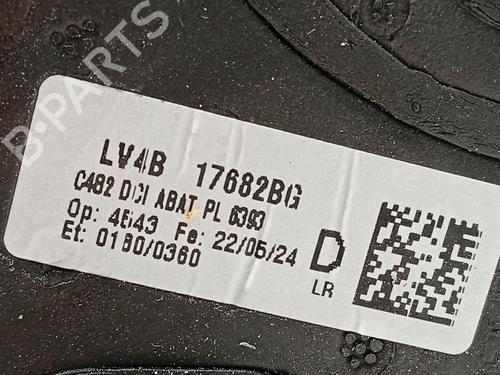 B-PARTS
LV4B 17682BG
C482 DCI ABAT PL 6393
Op: 4643 Fe: 22/05/24
Et: 0180/0360
D
LR